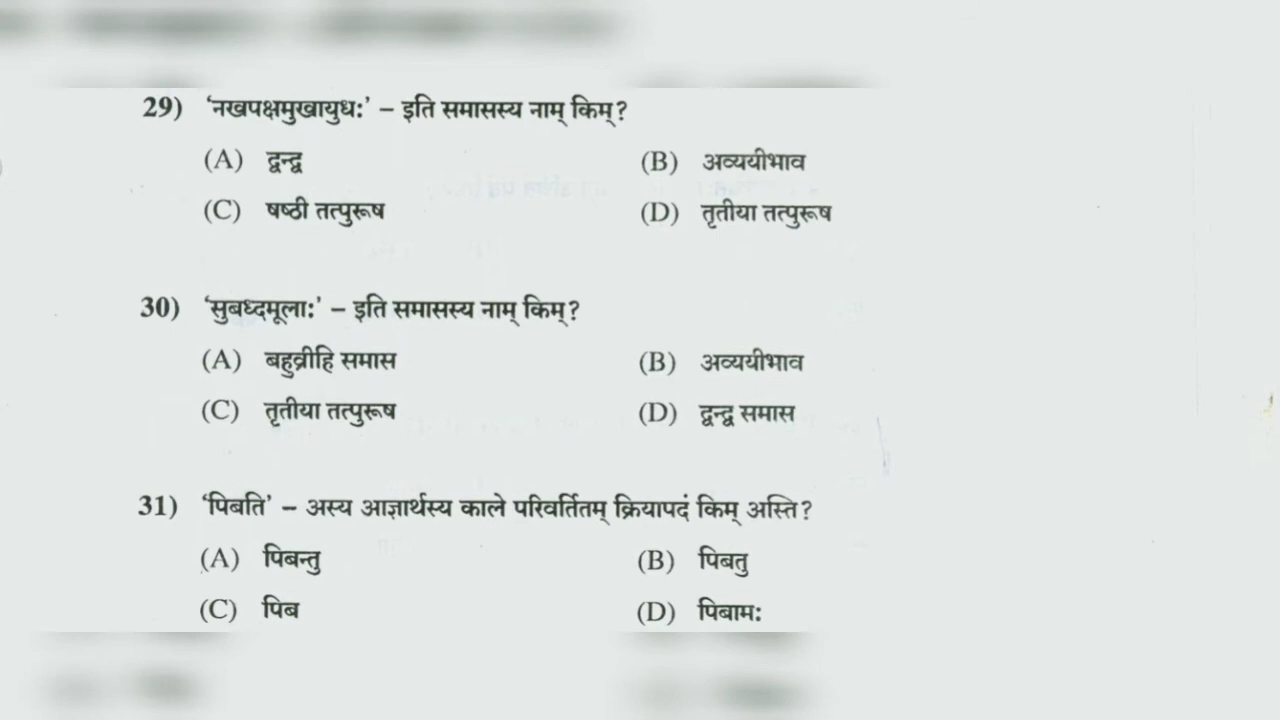 29) 'नखपक्षमुखायुधः' – इति समासस्य नाम् किम्?
(A) द्वन्द्व (B) अव्ययीभाव
(C) षष्ठी तत्पुरूष (D) तृतीया तत्पुरूष
30) 'सुबध्दमूलाः' – इति समासस्य नाम् किम्?
(A) बहुव्रीहि समास (B) अव्ययीभाव
(C) तृतीया तत्पुरूष (D) द्वन्द्व समास
31) 'पिबति' – अस्य आज्ञार्थस्य काले परिवर्तितम् क्रियापदं किम् अस्ति?
(A) पिबन्तु (B) पिबतु
(C) पिब (D) पिबामः